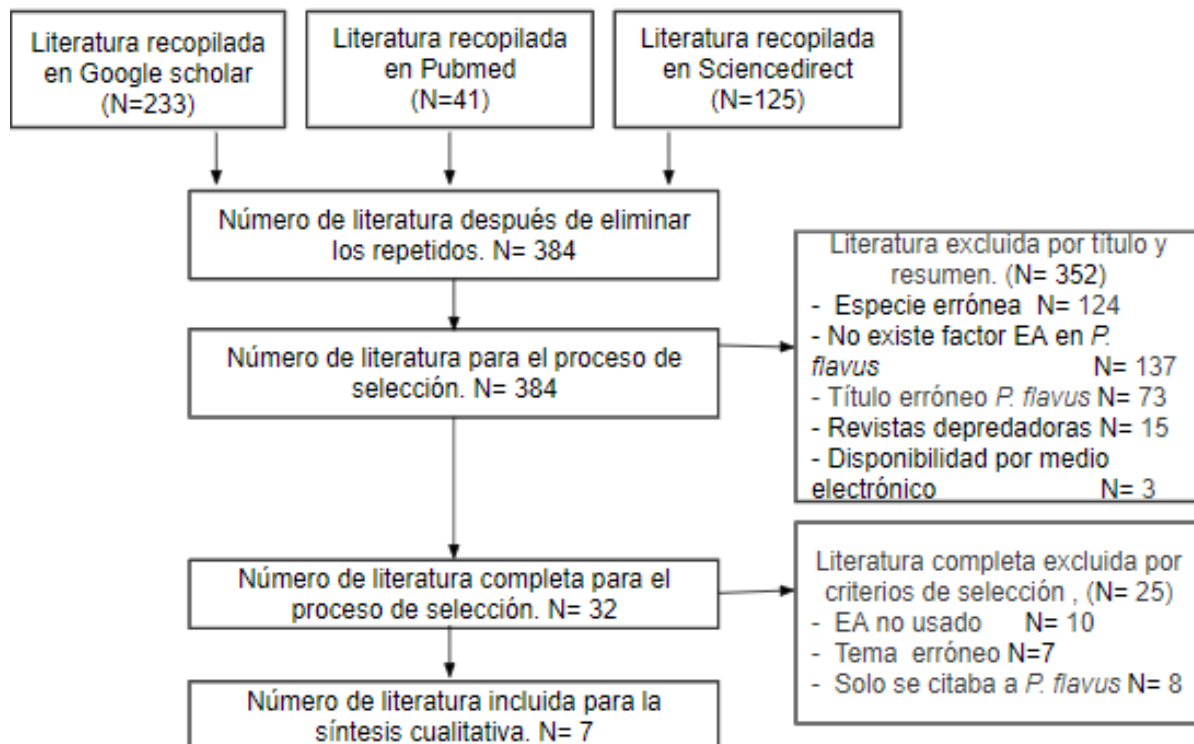 Literatura recopilada
en Google scholar
(N=233)
Literatura recopilada
en Pubmed
(N=41)
Literatura recopilada
en Sciencedirect
(N=125)
Número de literatura después de eliminar
los repetidos. N= 384
Número de literatura para el proceso de
selección. N= 384
Literatura excluida por título y
resumen. (N= 352)
- Especie errónea N= 124
- No existe factor EA en P.
flavus N= 137
- Título erróneo P. flavus N= 73
- Revistas depredadoras N= 15
- Disponibilidad por medio
electrónico N= 3
Número de literatura completa para el
proceso de selección. N= 32
Literatura completa excluida por
criterios de selección , (N= 25)
- EA no usado N= 10
- Tema erróneo N=7
- Solo se citaba a P. flavus N= 8
Número de literatura incluida para la
síntesis cualitativa. N= 7